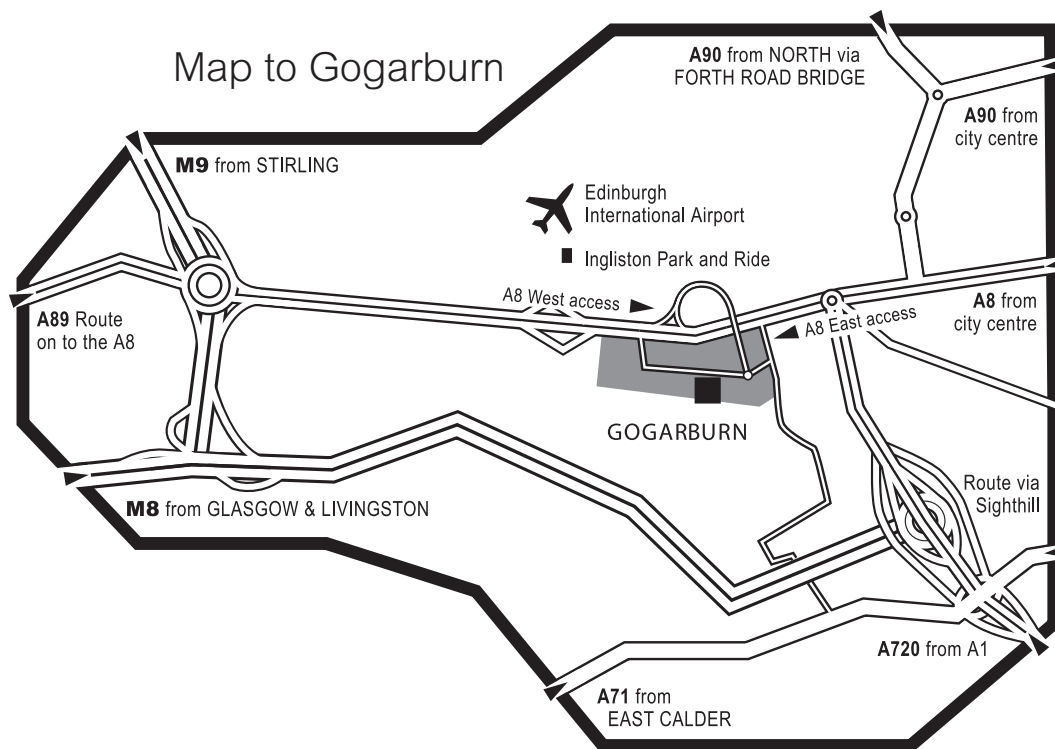 Map to Gogarburn
A90 from NORTH via
FORTH ROAD BRIDGE
A90 from
city centre
M9 from STIRLING
Edinburgh
International Airport
Ingliston Park and Ride
A8 West access
A8 East access
A8 from
city centre
A89 Route
on to the A8
GOGARBURN
Route via
Sighthill
M8 from GLASGOW & LIVINGSTON
A720 from A1
A71 from
EAST CALDER